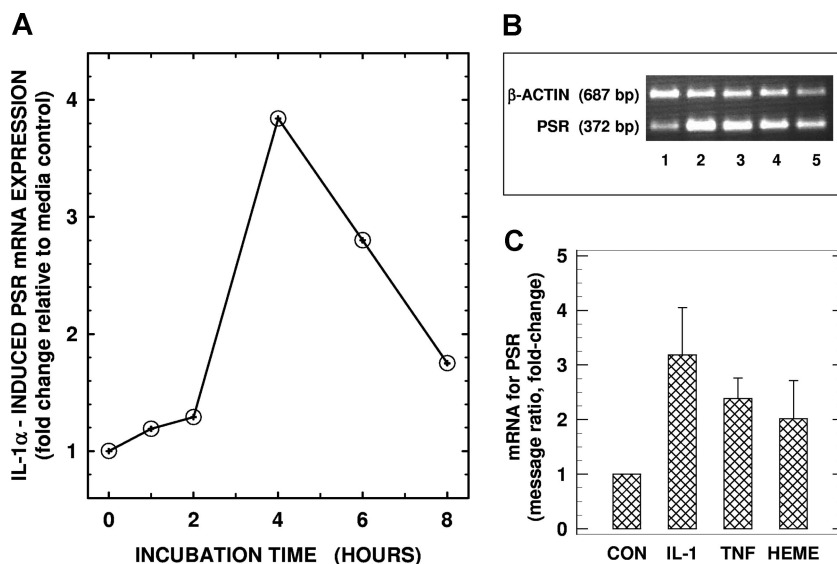 A
IL-1α - INDUCED PSR mRNA EXPRESSION
(fold change relative to media control)
4
3
2
1
0 2 4 6 8
INCUBATION TIME (HOURS)
B
β-ACTIN (687 bp)
PSR (372 bp)
1 2 3 4 5
C
mRNA for PSR
(message ratio, fold-change)
5
4
3
2
1
0
CON IL-1 TNF HEME